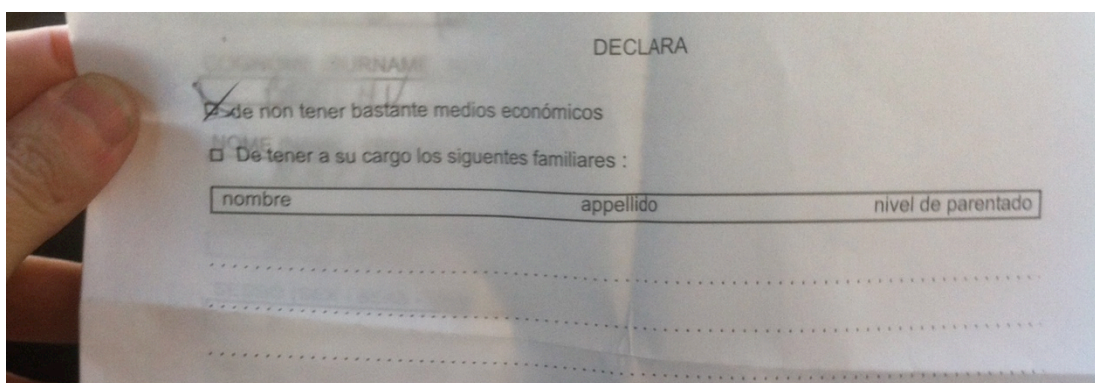 DECLARA
de non tener bastante medios económicos
De tener a su cargo los siguentes familiares :
nombre appellido nivel de parentado